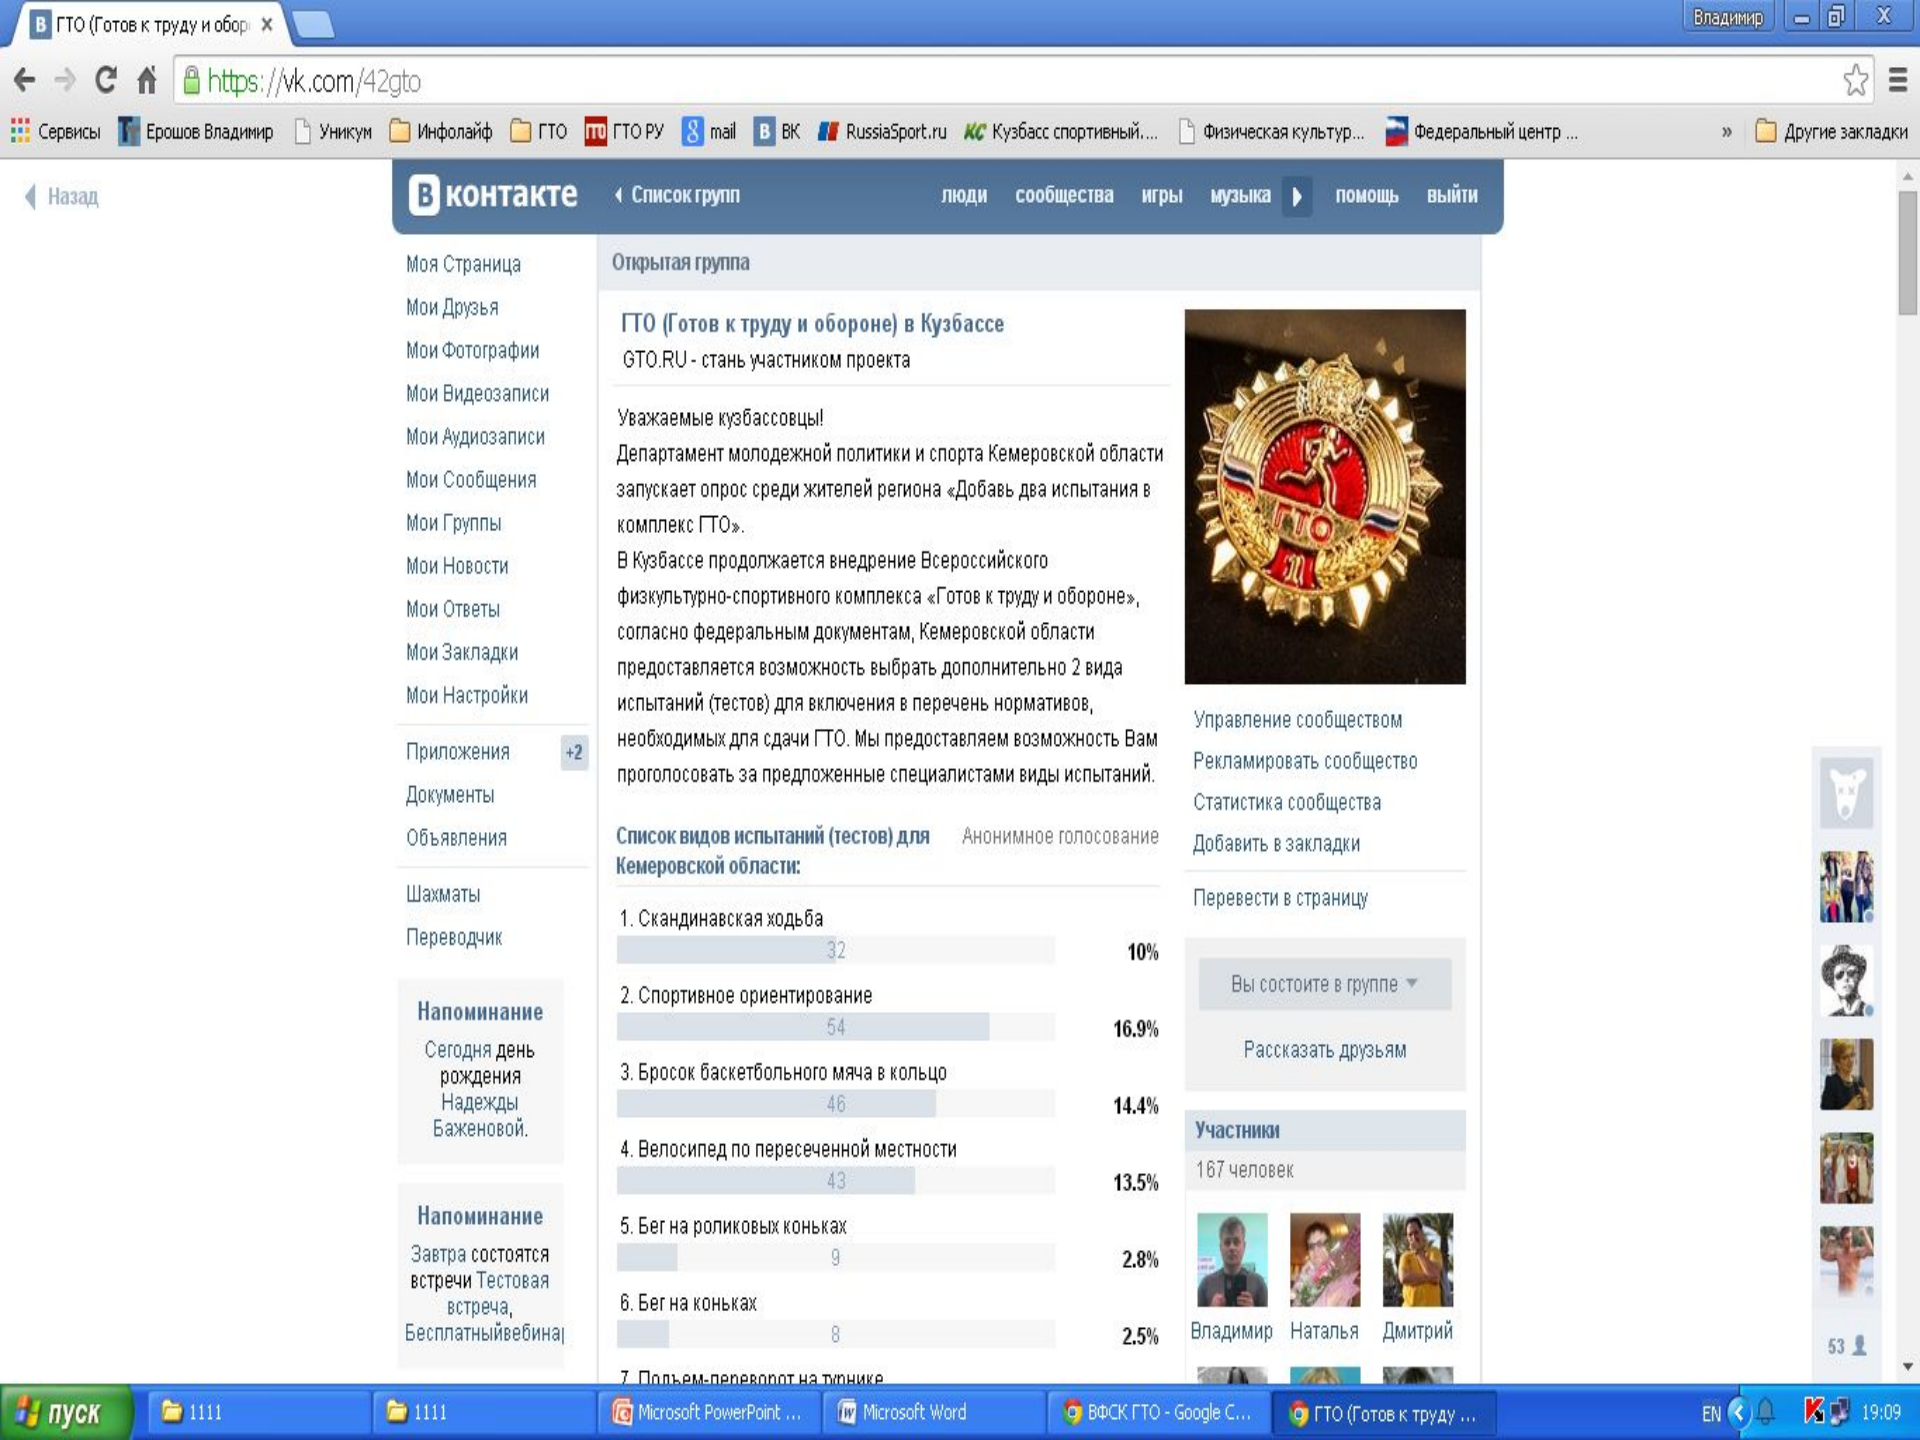 ГТО (Готов к труду и обор
Владимир
https://vk.com/42gto
Сервисы
Ерошов Владимир
Уникум
Инфолайф
ГТО
ГТО РУ
mail
ВК
RussiaSport.ru
Кузбасс спортивный....
Физическая культур...
Федеральный центр ...
»
Другие закладки
Назад
В контакте
Список групп
люди
сообщества
игры
музыка
помощь
выйти
Моя Страница
Мои Друзья
Мои Фотографии
Мои Видеозаписи
Мои Аудиозаписи
Мои Сообщения
Мои Группы
Мои Новости
Мои Ответы
Мои Закладки
Мои Настройки
Приложения +2
Документы
Объявления
Шахматы
Переводчик
Напоминание
Сегодня день
рождения
Надежды
Баженовой.
Напоминание
Завтра состоятся
встречи Тестовая
встреча,
Бесплатныйвебинар
Открытая группа
ГТО (Готов к труду и обороне) в Кузбассе
GTO.RU - стань участником проекта
Уважаемые кузбассовцы!
Департамент молодежной политики и спорта Кемеровской области
запускает опрос среди жителей региона «Добавь два испытания в
комплекс ГТО».
В Кузбассе продолжается внедрение Всероссийского
физкультурно-спортивного комплекса «Готов к труду и обороне»,
согласно федеральным документам, Кемеровской области
предоставляется возможность выбрать дополнительно 2 вида
испытаний (тестов) для включения в перечень нормативов,
необходимых для сдачи ГТО. Мы предоставляем возможность Вам
проголосовать за предложенные специалистами виды испытаний.
Список видов испытаний (тестов) для
Кемеровской области:
Анонимное голосование
1. Скандинавская ходьба
32 10%
2. Спортивное ориентирование
54 16.9%
3. Бросок баскетбольного мяча в кольцо
46 14.4%
4. Велосипед по пересеченной местности
43 13.5%
5. Бег на роликовых коньках
9 2.8%
6. Бег на коньках
8 2.5%
7. Подъем-переворот на турнике
ГТО
Управление сообществом
Рекламировать сообщество
Статистика сообщества
Добавить в закладки
Перевести в страницу
Вы состоите в группе
Рассказать друзьям
Участники
167 человек
Владимир
Наталья
Дмитрий
53
пуск
1111
1111
Microsoft PowerPoint ...
Microsoft Word
ВФСК ГТО - Google C...
ГТО (Готов к труду ...
EN
19:09